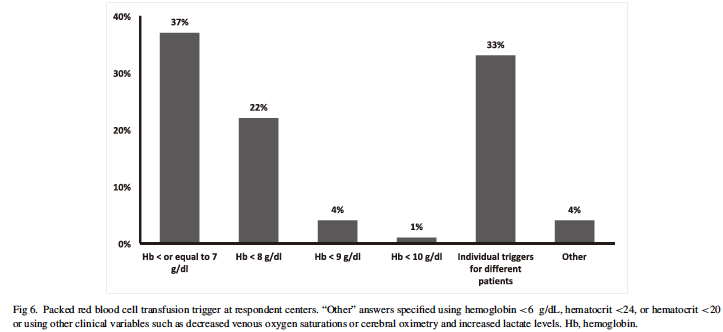 40%
37%
33%
30%
22%
20%
10%
4%
4%
1%
0%
Hb < or equal to 7 g/dl
Hb < 8 g/dl
Hb < 9 g/dl
Hb < 10 g/dl
Individual triggers for different patients
Other
Fig 6. Packed red blood cell transfusion trigger at respondent centers. “Other” answers specified using hemoglobin <6 g/dL, hematocrit <24, or hematocrit <20
or using other clinical variables such as decreased venous oxygen saturations or cerebral oximetry and increased lactate levels. Hb, hemoglobin.